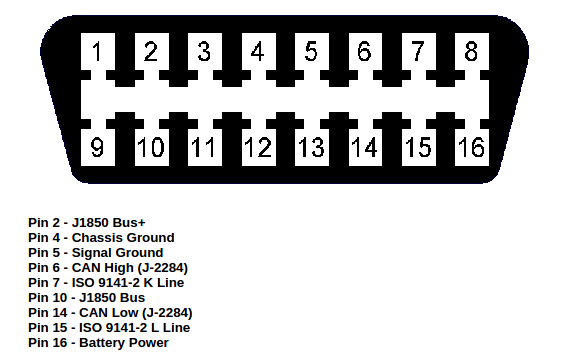 1 2 3 4 5 6 7 8
9 10 11 12 13 14 15 16
Pin 2 - J1850 Bus+
Pin 4 - Chassis Ground
Pin 5 - Signal Ground
Pin 6 - CAN High (J-2284)
Pin 7 - ISO 9141-2 K Line
Pin 10 - J1850 Bus
Pin 14 - CAN Low (J-2284)
Pin 15 - ISO 9141-2 L Line
Pin 16 - Battery Power